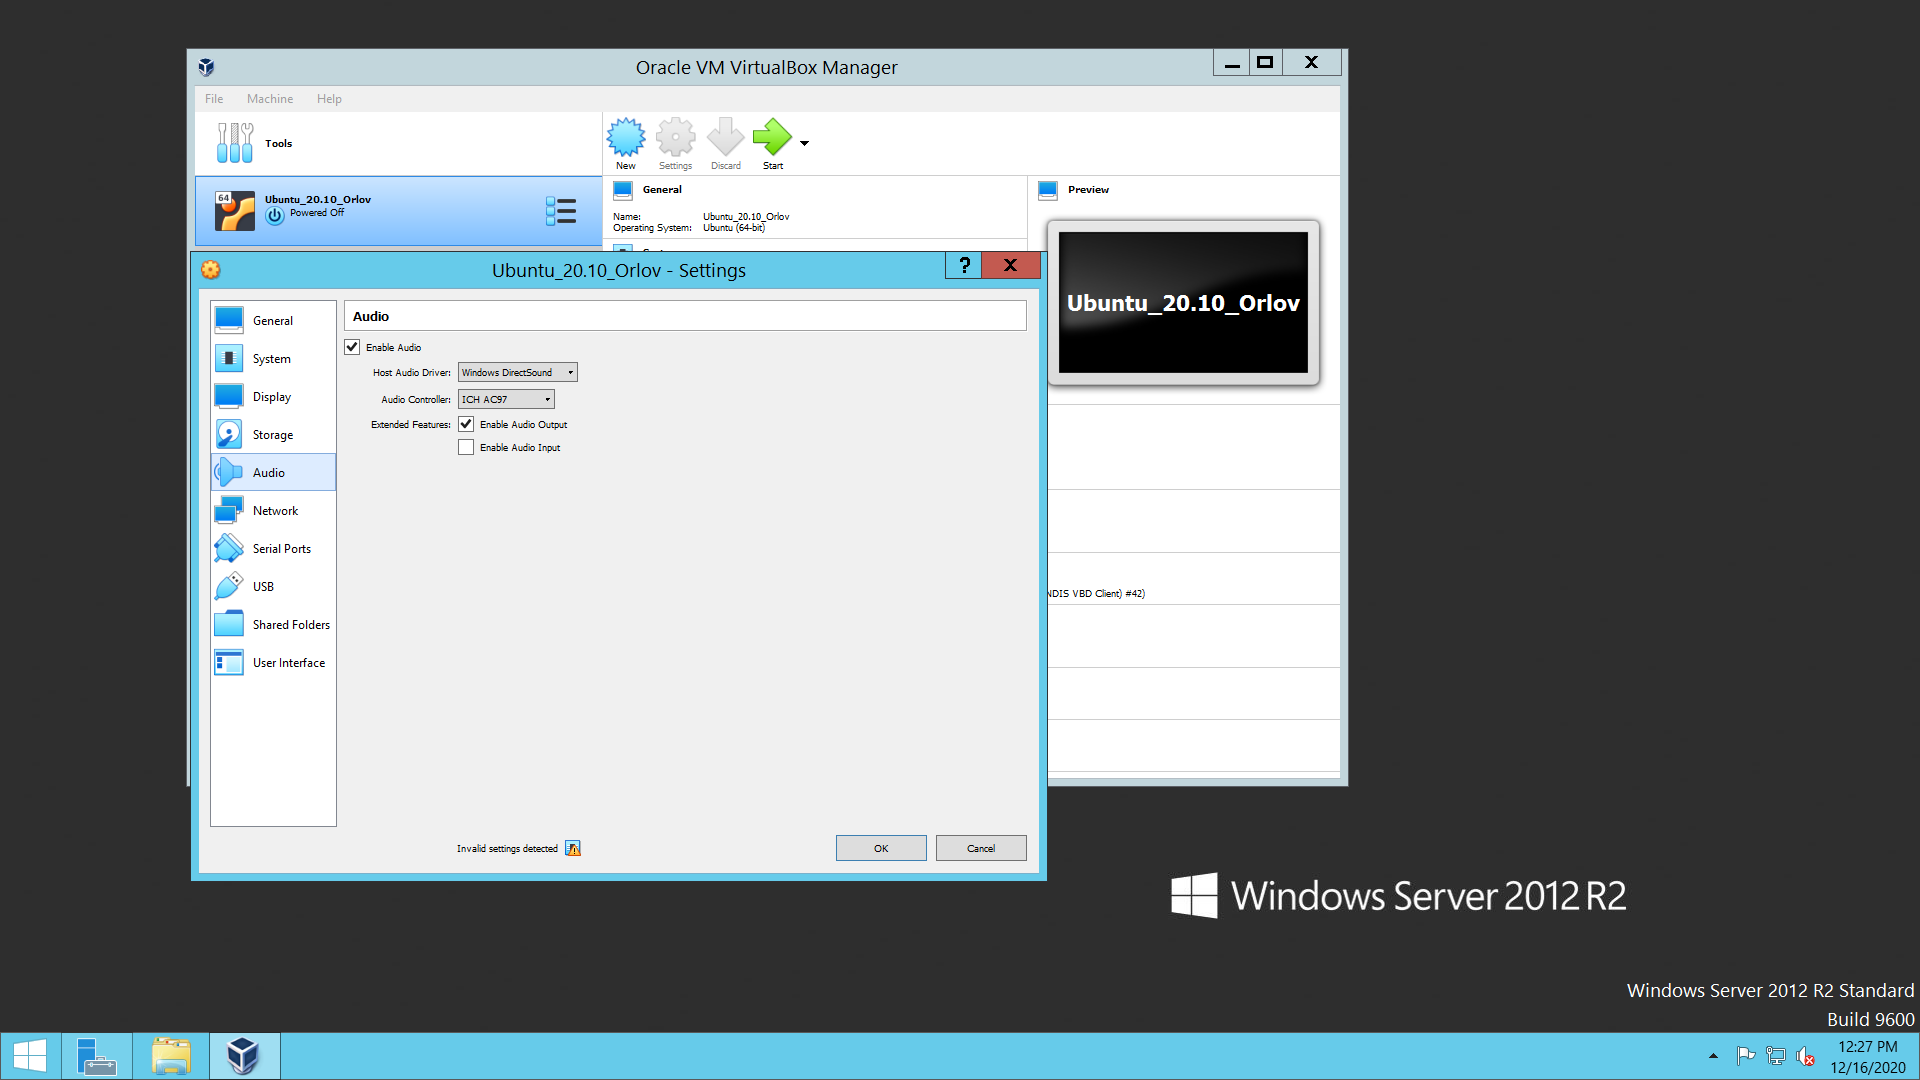 Oracle VM VirtualBox Manager
File Machine Help
Tools
New Settings Discard Start
64
Ubuntu_20.10_Orlov
Powered Off
General
Name: Ubuntu_20.10_Orlov
Operating System: Ubuntu (64-bit)
Preview
Ubuntu_20.10_Orlov
Ubuntu_20.10_Orlov - Settings
? X
General
System
Display
Storage
Audio
Network
Serial Ports
USB
Shared Folders
User Interface
Audio
Enable Audio
Host Audio Driver: Windows DirectSound
Audio Controller: ICH AC97
Extended Features: Enable Audio Output
Enable Audio Input
NDIS VBD Client) #42)
Invalid settings detected
OK Cancel
Windows Server 2012 R2
Windows Server 2012 R2 Standard
Build 9600
12:27 PM
12/16/2020